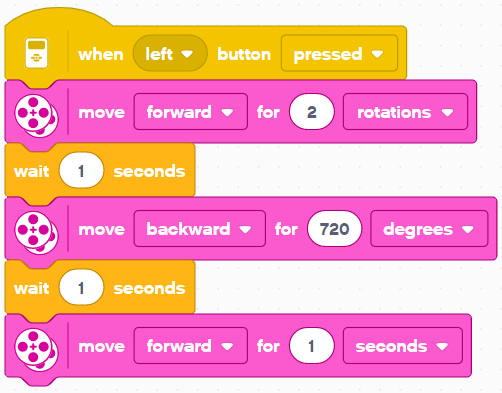 when left button pressed
move forward for 2 rotations
wait 1 seconds
move backward for 720 degrees
wait 1 seconds
move forward for 1 seconds